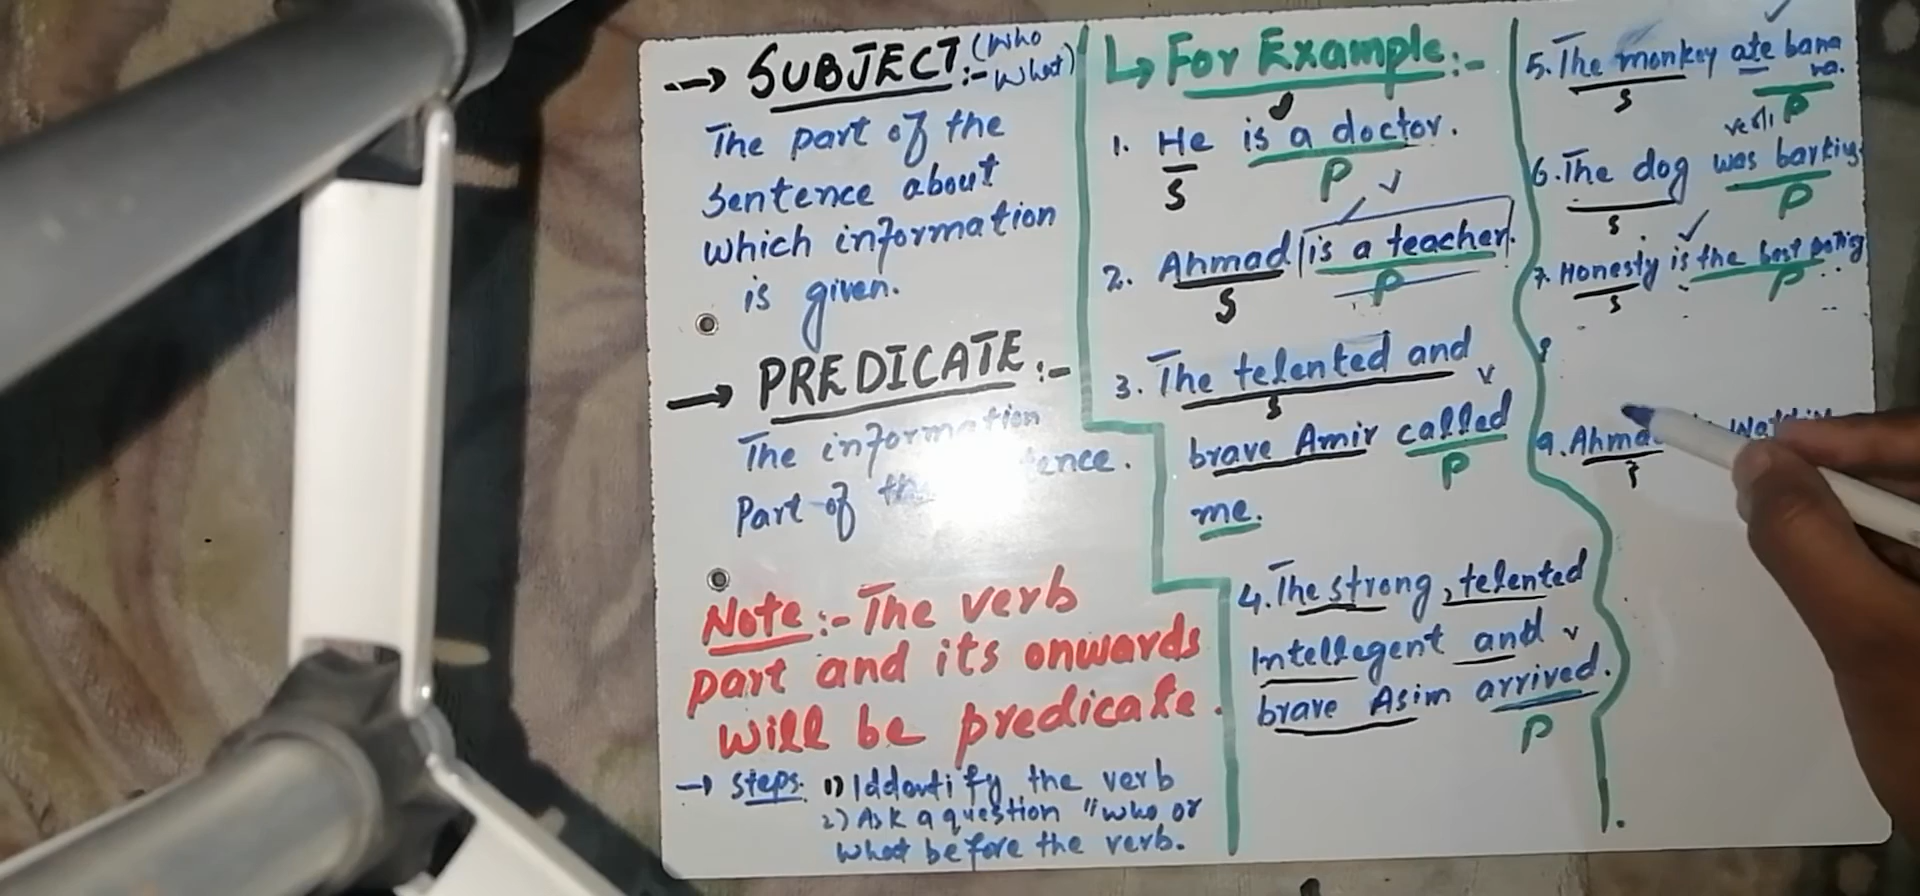 → SUBJECT:- (Who
What)
The part of the
sentence about
which information
is given.
→ PREDICATE:-
The information
Part of the
Note:- The verb
part and its onwards
will be predicate.
→ steps. 1) Iddentify the verb
2) Ask a question "who or
what before the verb.
↳ For Example:-
1. He is a doctor.
S P
2. Ahmad is a teacher.
S P
3. The telented and
S
brave Amir called
P
me.
4. The strong, telented
Intellegent and
brave Asim arrived.
P
5. The monkey ate bana
na.
S P
6. The dog was barking
S P
7. Honesty is the best
S P
9.